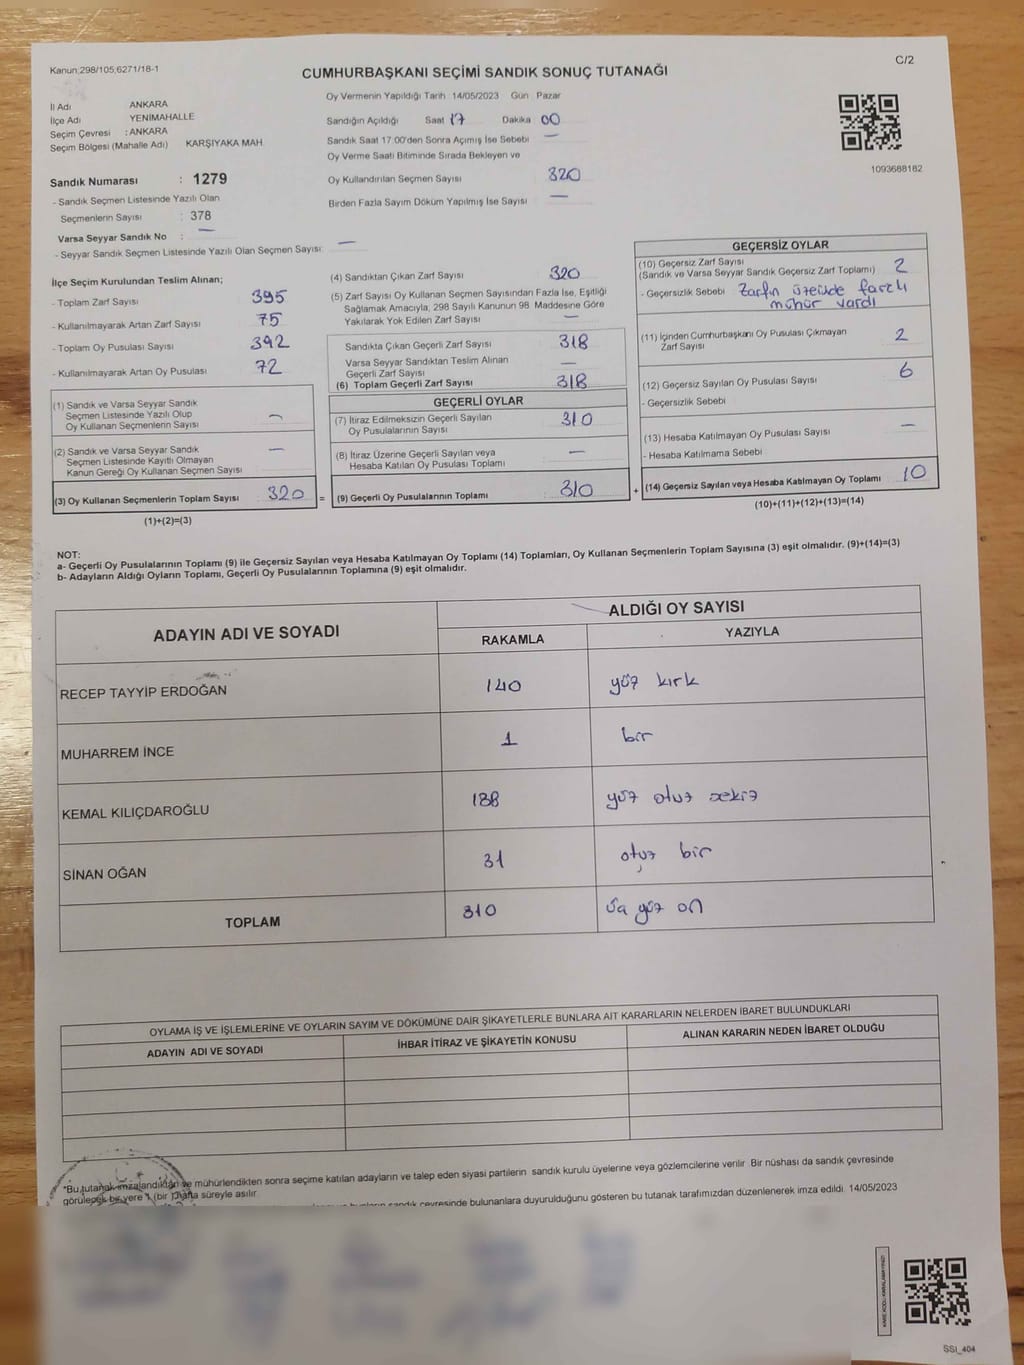 Kanun;298/105;6271/18-1
C/2
CUMHURBAŞKANI SEÇİMİ SANDIK SONUÇ TUTANAĞI
İl Adı ANKARA
İlçe Adı YENİMAHALLE
Seçim Çevresi : ANKARA
Seçim Bölgesi (Mahalle Adı) KARŞIYAKA MAH.
Sandık Numarası : 1279
- Sandık Seçmen Listesinde Yazılı Olan
Seçmenlerin Sayısı : 378
Varsa Seyyar Sandık No : —
- Seyyar Sandık Seçmen Listesinde Yazılı Olan Seçmen Sayısı: —
Oy Vermenin Yapıldığı Tarih 14/05/2023 Gün Pazar
Sandığın Açıldığı Saat 17 Dakika 00
Sandık Saat 17.00'den Sonra Açımış İse Sebebi —
Oy Verme Saati Bitiminde Sırada Bekleyen ve
Oy Kullandırılan Seçmen Sayısı 320
Birden Fazla Sayım Döküm Yapılmış İse Sayısı —
1093688182
İlçe Seçim Kurulundan Teslim Alınan;
- Toplam Zarf Sayısı 395
- Kullanılmayarak Artan Zarf Sayısı 75
- Toplam Oy Pusulası Sayısı 392
- Kullanılmayarak Artan Oy Pusulası 72
(1) Sandık ve Varsa Seyyar Sandık
Seçmen Listesinde Yazılı Olup
Oy Kullanan Seçmenlerin Sayısı —
(2) Sandık ve Varsa Seyyar Sandık
Seçmen Listesinde Kayıtlı Olmayan
Kanun Gereği Oy Kullanan Seçmen Sayısı —
(3) Oy Kullanan Seçmenlerin Toplam Sayısı 320 =
(1)+(2)=(3)
(4) Sandıktan Çıkan Zarf Sayısı 320
(5) Zarf Sayısı Oy Kullanan Seçmen Sayısından Fazla İse, Eşitliği
Sağlamak Amacıyla; 298 Sayılı Kanunun 98. Maddesine Göre
Yakılarak Yok Edilen Zarf Sayısı —
Sandıkta Çıkan Geçerli Zarf Sayısı 318
Varsa Seyyar Sandıktan Teslim Alınan
Geçerli Zarf Sayısı —
(6) Toplam Geçerli Zarf Sayısı 318
GEÇERLİ OYLAR
(7) İtiraz Edilmeksizin Geçerli Sayılan
Oy Pusulalarının Sayısı 310
(8) İtiraz Üzerine Geçerli Sayılan veya
Hesaba Katılan Oy Pusulası Toplamı —
(9) Geçerli Oy Pusulalarının Toplamı 310 +
GEÇERSİZ OYLAR
(10) Geçersiz Zarf Sayısı
(Sandık ve Varsa Seyyar Sandık Geçersiz Zarf Toplamı) 2
- Geçersizlik Sebebi Zarfın üzerinde farklı
mühür vardı
(11) İçinden Cumhurbaşkanı Oy Pusulası Çıkmayan
Zarf Sayısı 2
(12) Geçersiz Sayılan Oy Pusulası Sayısı 6
- Geçersizlik Sebebi
(13) Hesaba Katılmayan Oy Pusulası Sayısı —
- Hesaba Katılmama Sebebi
(14) Geçersiz Sayılan veya Hesaba Katılmayan Oy Toplamı 10
(10)+(11)+(12)+(13)=(14)
NOT:
a- Geçerli Oy Pusulalarının Toplamı (9) ile Geçersiz Sayılan veya Hesaba Katılmayan Oy Toplamı (14) Toplamları, Oy Kullanan Seçmenlerin Toplam Sayısına (3) eşit olmalıdır. (9)+(14)=(3)
b- Adayların Aldığı Oyların Toplamı, Geçerli Oy Pusulalarının Toplamına (9) eşit olmalıdır.
ADAYIN ADI VE SOYADI
ALDIĞI OY SAYISI
RAKAMLA YAZIYLA
RECEP TAYYİP ERDOĞAN 140 yüz kırk
MUHARREM İNCE 1 bir
KEMAL KILIÇDAROĞLU 138 yüz otuz sekiz
SİNAN OĞAN 31 otuz bir
TOPLAM 310 yüz on
OYLAMA İŞ VE İŞLEMLERİNE VE OYLARIN SAYIM VE DÖKÜMÜNE DAİR ŞİKAYETLERLE BUNLARA AİT KARARLARIN NELERDEN İBARET BULUNDUKLARI
ADAYIN ADI VE SOYADI İHBAR İTİRAZ VE ŞİKAYETİN KONUSU ALINAN KARARIN NEDEN İBARET OLDUĞU
*Bu tutanak imzalandıktan ve mühürlendikten sonra seçime katılan adayların ve talep eden siyasi partilerin sandık kurulu üyelerine veya gözlemcilerine verilir. Bir nüshası da sandık çevresinde
görülecek bir yere 1 (bir) hafta süreyle asılır.
sandık çevresinde bulunanlara duyurulduğunu gösteren bu tutanak tarafımızdan düzenlenerek imza edildi. 14/05/2023
SSİ_404